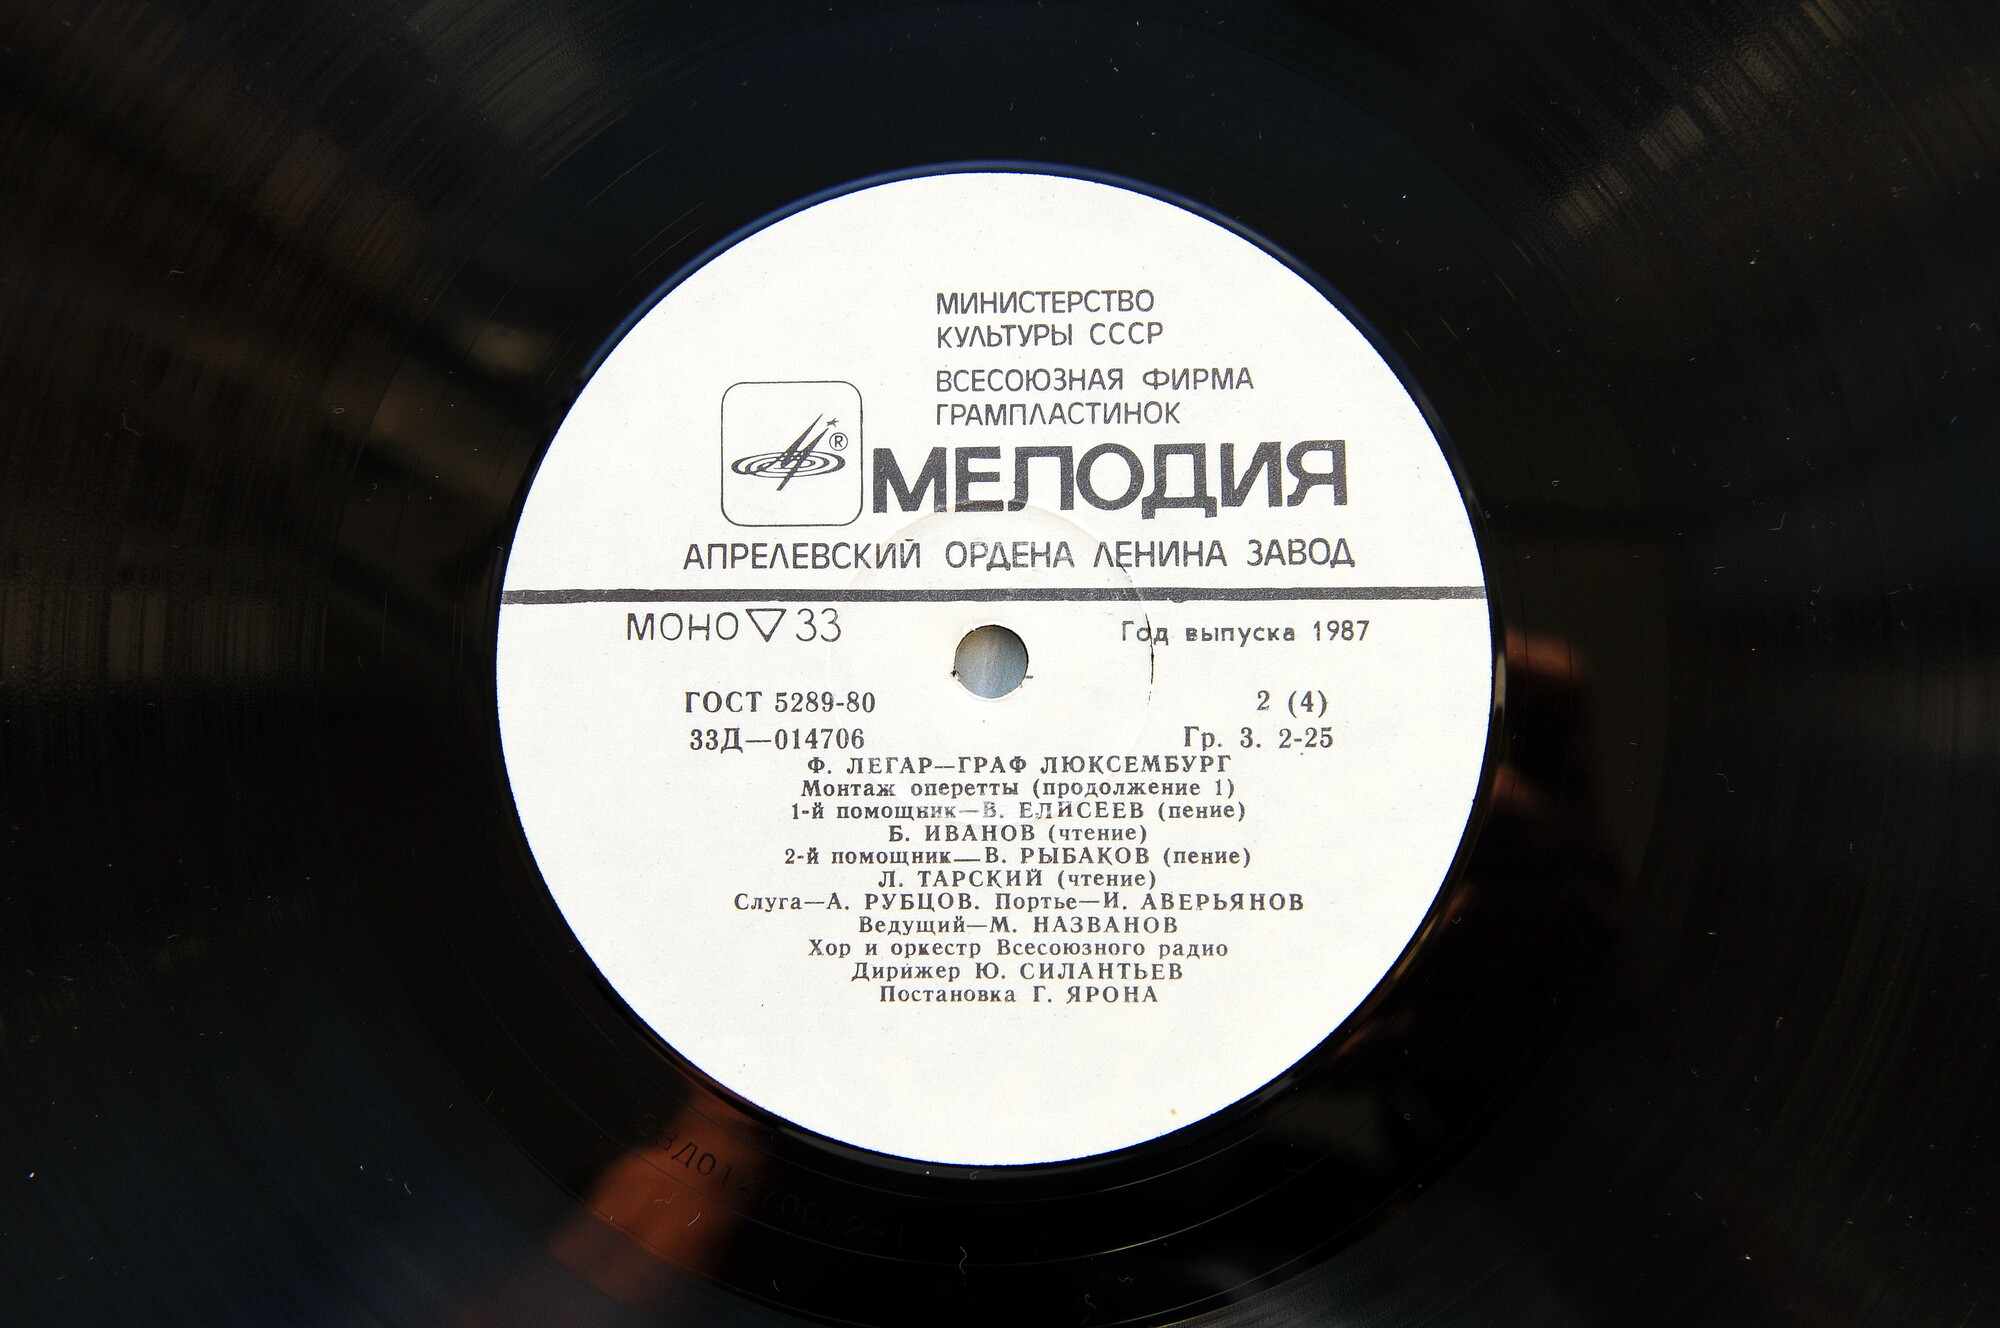 МИНИСТЕРСТВО
КУЛЬТУРЫ СССР
ВСЕСОЮЗНАЯ ФИРМА
ГРАМПЛАСТИНОК
®
МЕЛОДИЯ
АПРЕЛЕВСКИЙ ОРДЕНА ЛЕНИНА ЗАВОД
МОНО ▽ 33
Год выпуска 1987
ГОСТ 5289-80
2 (4)
33Д—014706
Гр. 3. 2-25
Ф. ЛЕГАР—ГРАФ ЛЮКСЕМБУРГ
Монтаж оперетты (продолжение 1)
1-й помощник—В. ЕЛИСЕЕВ (пение)
Б. ИВАНОВ (чтение)
2-й помощник—В. РЫБАКОВ (пение)
Л. ТАРСКИЙ (чтение)
Слуга—А. РУБЦОВ. Портье—И. АВЕРЬЯНОВ
Ведущий—М. НАЗВАНОВ
Хор и оркестр Всесоюзного радио
Дирижер Ю. СИЛАНТЬЕВ
Постановка Г. ЯРОНА